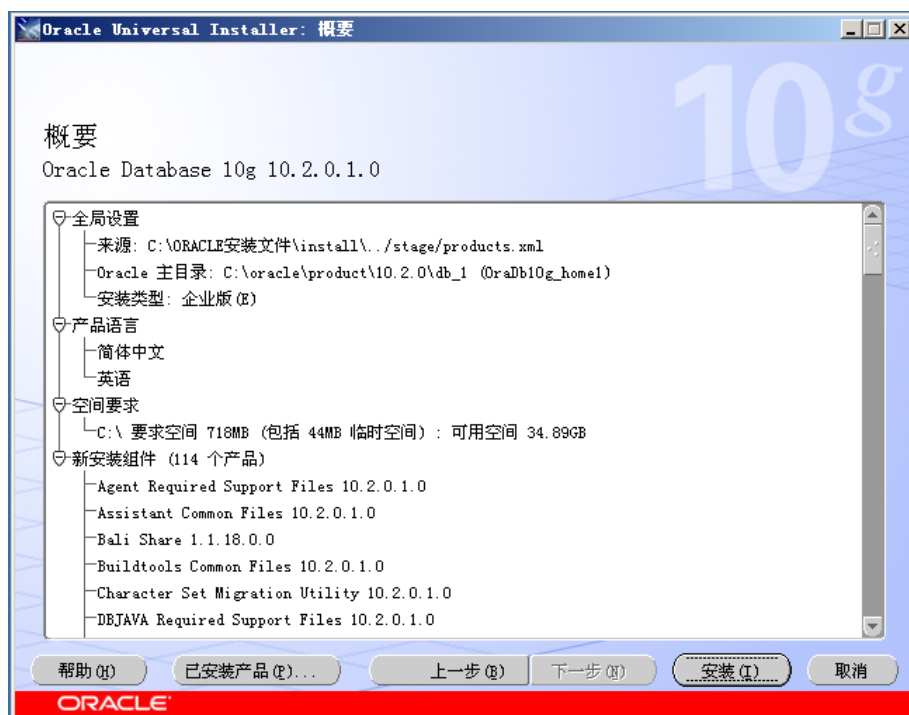 Oracle Universal Installer: 概要
10g
概要
Oracle Database 10g 10.2.0.1.0
全局设置
来源: C:\ORACLE安装文件\install\../stage/products.xml
Oracle 主目录: C:\oracle\product\10.2.0\db_1 (OraDb10g_home1)
安装类型: 企业版(E)
产品语言
简体中文
英语
空间要求
C:\ 要求空间 718MB (包括 44MB 临时空间) : 可用空间 34.89GB
新安装组件 (114 个产品)
Agent Required Support Files 10.2.0.1.0
Assistant Common Files 10.2.0.1.0
Bali Share 1.1.18.0.0
Buildtools Common Files 10.2.0.1.0
Character Set Migration Utility 10.2.0.1.0
DBJAVA Required Support Files 10.2.0.1.0
帮助(H) 已安装产品(P)... 上一步(B) 下一步(N) 安装(I) 取消
ORACLE